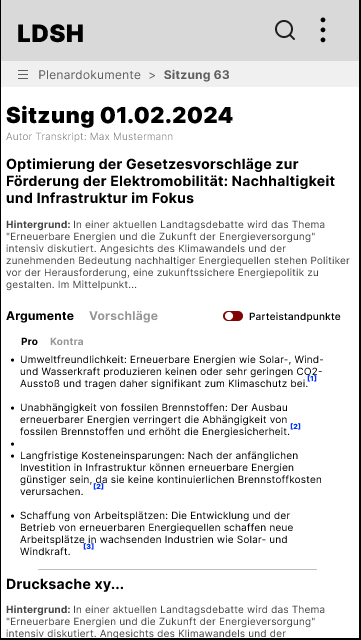 LDSH
Plenardokumente > Sitzung 63
Sitzung 01.02.2024
Autor Transkript: Max Mustermann
Optimierung der Gesetzesvorschläge zur
Förderung der Elektromobilität: Nachhaltigkeit
und Infrastruktur im Fokus
Hintergrund: In einer aktuellen Landtagsdebatte wird das Thema
"Erneuerbare Energien und die Zukunft der Energieversorgung"
intensiv diskutiert. Angesichts des Klimawandels und der
zunehmenden Bedeutung nachhaltiger Energiequellen stehen Politiker
vor der Herausforderung, eine zukunftssichere Energiepolitik zu
gestalten. Im Mittelpunkt...
Argumente Vorschläge Parteistandpunkte
Pro Kontra
• Umweltfreundlichkeit: Erneuerbare Energien wie Solar-, Wind-
und Wasserkraft produzieren keinen oder sehr geringen CO2-
Ausstoß und tragen daher signifikant zum Klimaschutz bei.[1]
• Unabhängigkeit von fossilen Brennstoffen: Der Ausbau
erneuerbarer Energien verringert die Abhängigkeit von
fossilen Brennstoffen und erhöht die Energiesicherheit.[2]
•
• Langfristige Kosteneinsparungen: Nach der anfänglichen
Investition in Infrastruktur können erneuerbare Energien
günstiger sein, da sie keine kontinuierlichen Brennstoffkosten
verursachen. [2]
• Schaffung von Arbeitsplätzen: Die Entwicklung und der
Betrieb von erneuerbaren Energiequellen schaffen neue
Arbeitsplätze in wachsenden Industrien wie Solar- und
Windkraft. [3]
Drucksache xy...
Hintergrund: In einer aktuellen Landtagsdebatte wird das Thema
"Erneuerbare Energien und die Zukunft der Energieversorgung"
intensiv diskutiert. Angesichts des Klimawandels und der